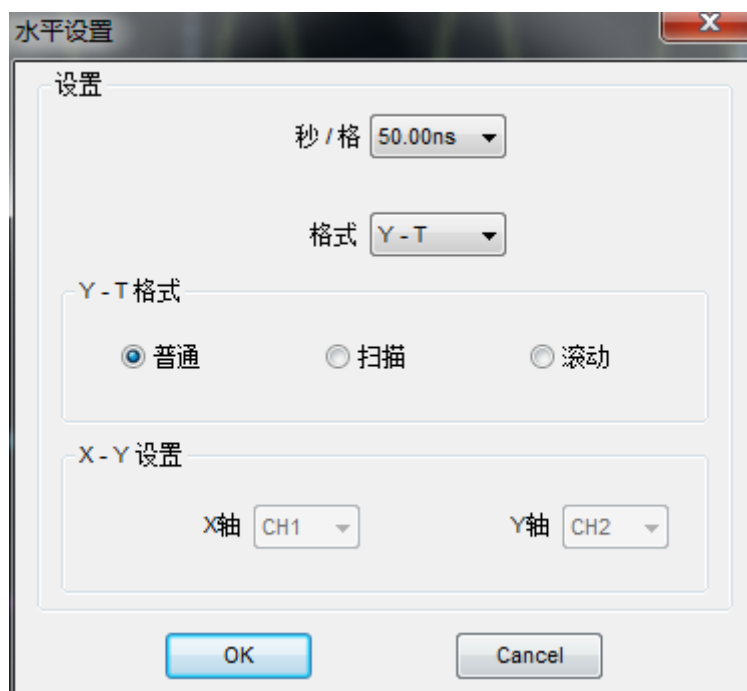 水平设置
设置
秒 / 格 50.00ns
格式 Y - T
Y - T 格式
普通 扫描 滚动
X - Y 设置
X轴 CH1 Y轴 CH2
OK Cancel